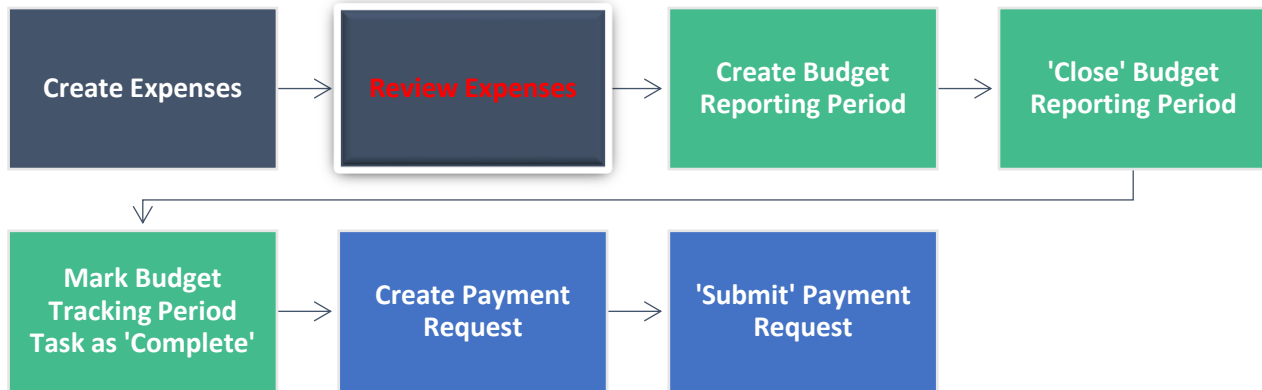 Create Expenses
Review Expenses
Create Budget
Reporting Period
'Close' Budget
Reporting Period
Mark Budget
Tracking Period
Task as 'Complete'
Create Payment
Request
'Submit' Payment
Request